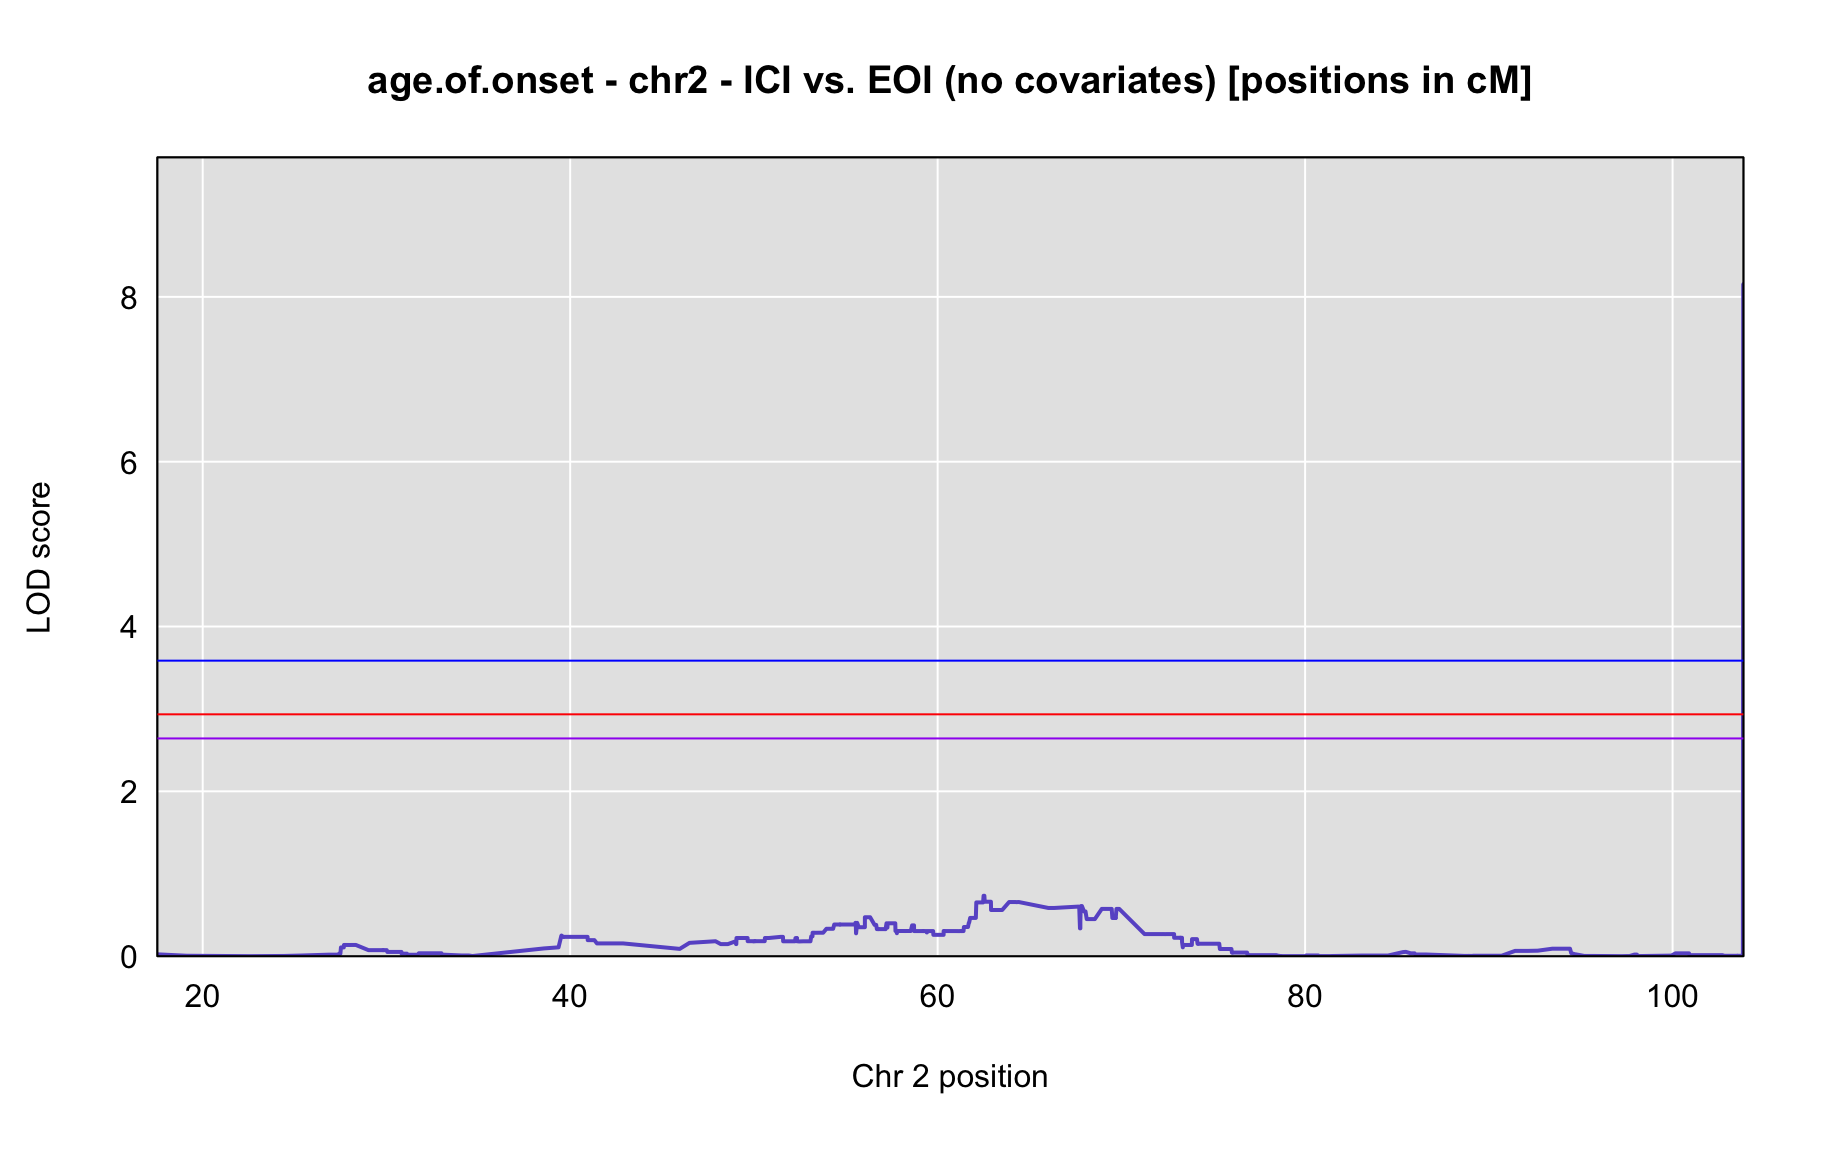 age.of.onset - chr2 - ICI vs. EOI (no covariates) [positions in cM]
LOD score
8
6
4
2
0
20 40 60 80 100
Chr 2 position